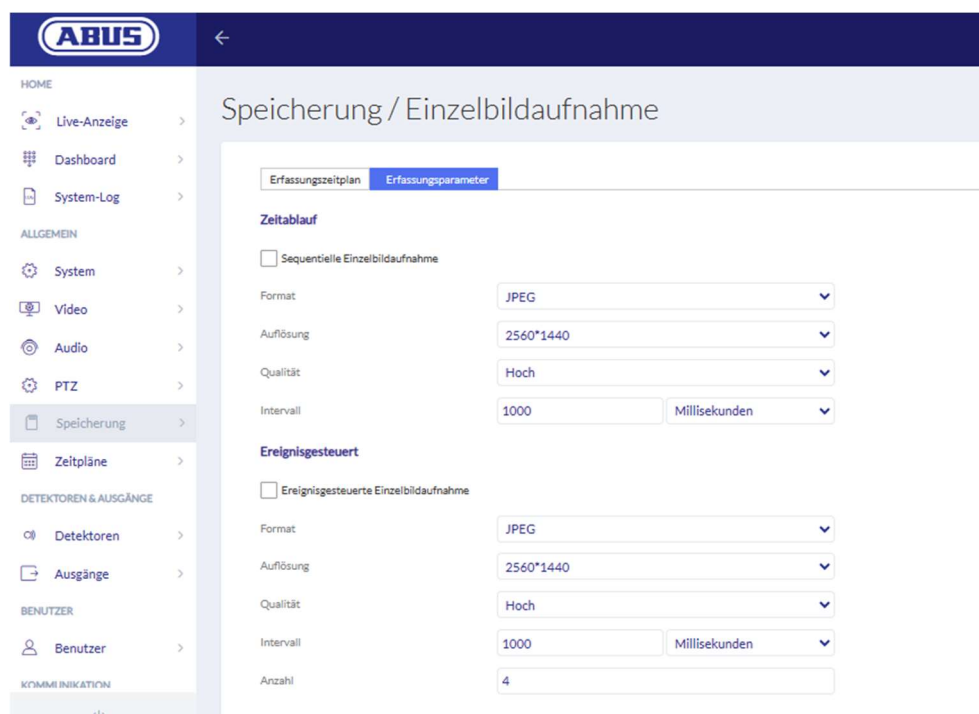 ABUS
HOME
Live-Anzeige
Dashboard
System-Log
ALLGEMEIN
System
Video
Audio
PTZ
Speicherung
Zeitpläne
DETEKTOREN & AUSGÄNGE
Detektoren
Ausgänge
BENUTZER
Benutzer
KOMMUNIKATION
Speicherung / Einzelbildaufnahme
Erfassungszeitplan Erfassungsparameter
Zeitablauf
Sequentielle Einzelbildaufnahme
Format JPEG
Auflösung 2560*1440
Qualität Hoch
Intervall 1000 Millisekunden
Ereignisgesteuert
Ereignisgesteuerte Einzelbildaufnahme
Format JPEG
Auflösung 2560*1440
Qualität Hoch
Intervall 1000 Millisekunden
Anzahl 4